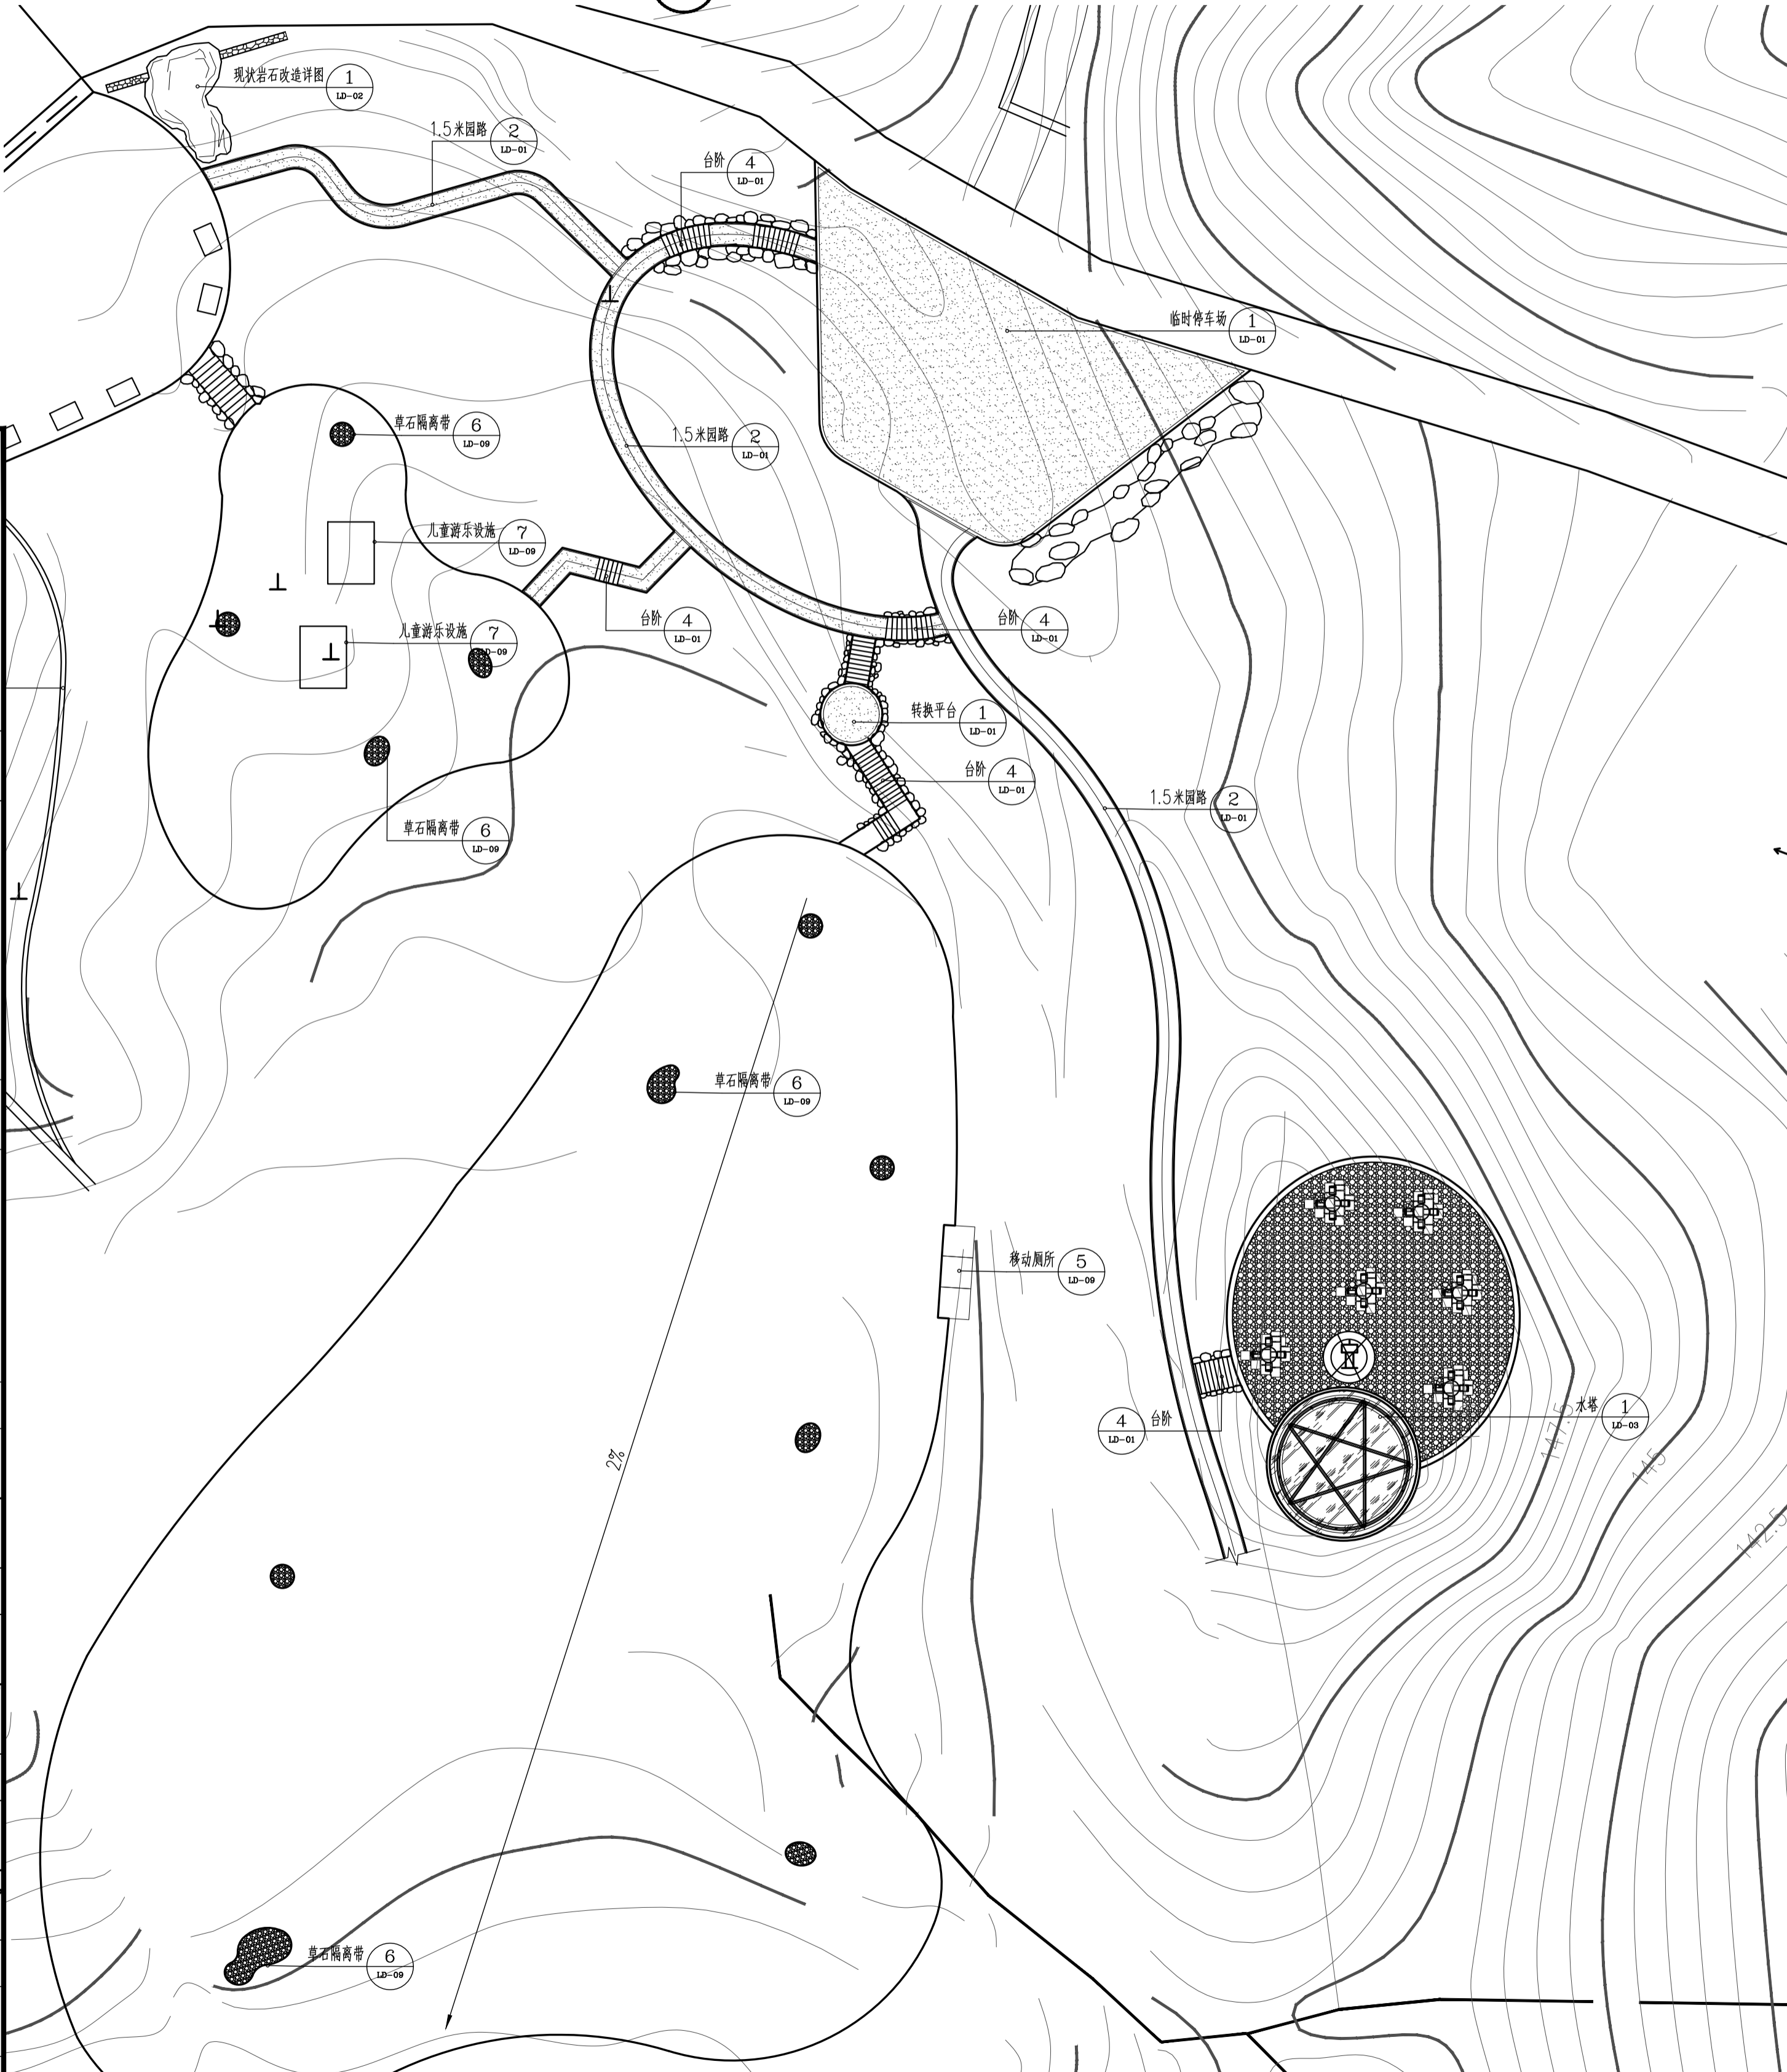 现状岩石改造详图
1
LD-02
1.5米园路
2
LD-01
台阶
4
LD-01
临时停车场
1
LD-01
草石隔离带
6
LD-09
1.5米园路
2
LD-01
儿童游乐设施
7
LD-09
台阶
4
LD-01
台阶
4
LD-01
儿童游乐设施
7
LD-09
转换平台
1
LD-01
台阶
4
LD-01
1.5米园路
2
LD-01
草石隔离带
6
LD-09
草石隔离带
6
LD-09
移动厕所
5
LD-09
4
LD-01
台阶
水塔
1
LD-03
2%
147.5
145
142.5
草石隔离带
6
LD-09